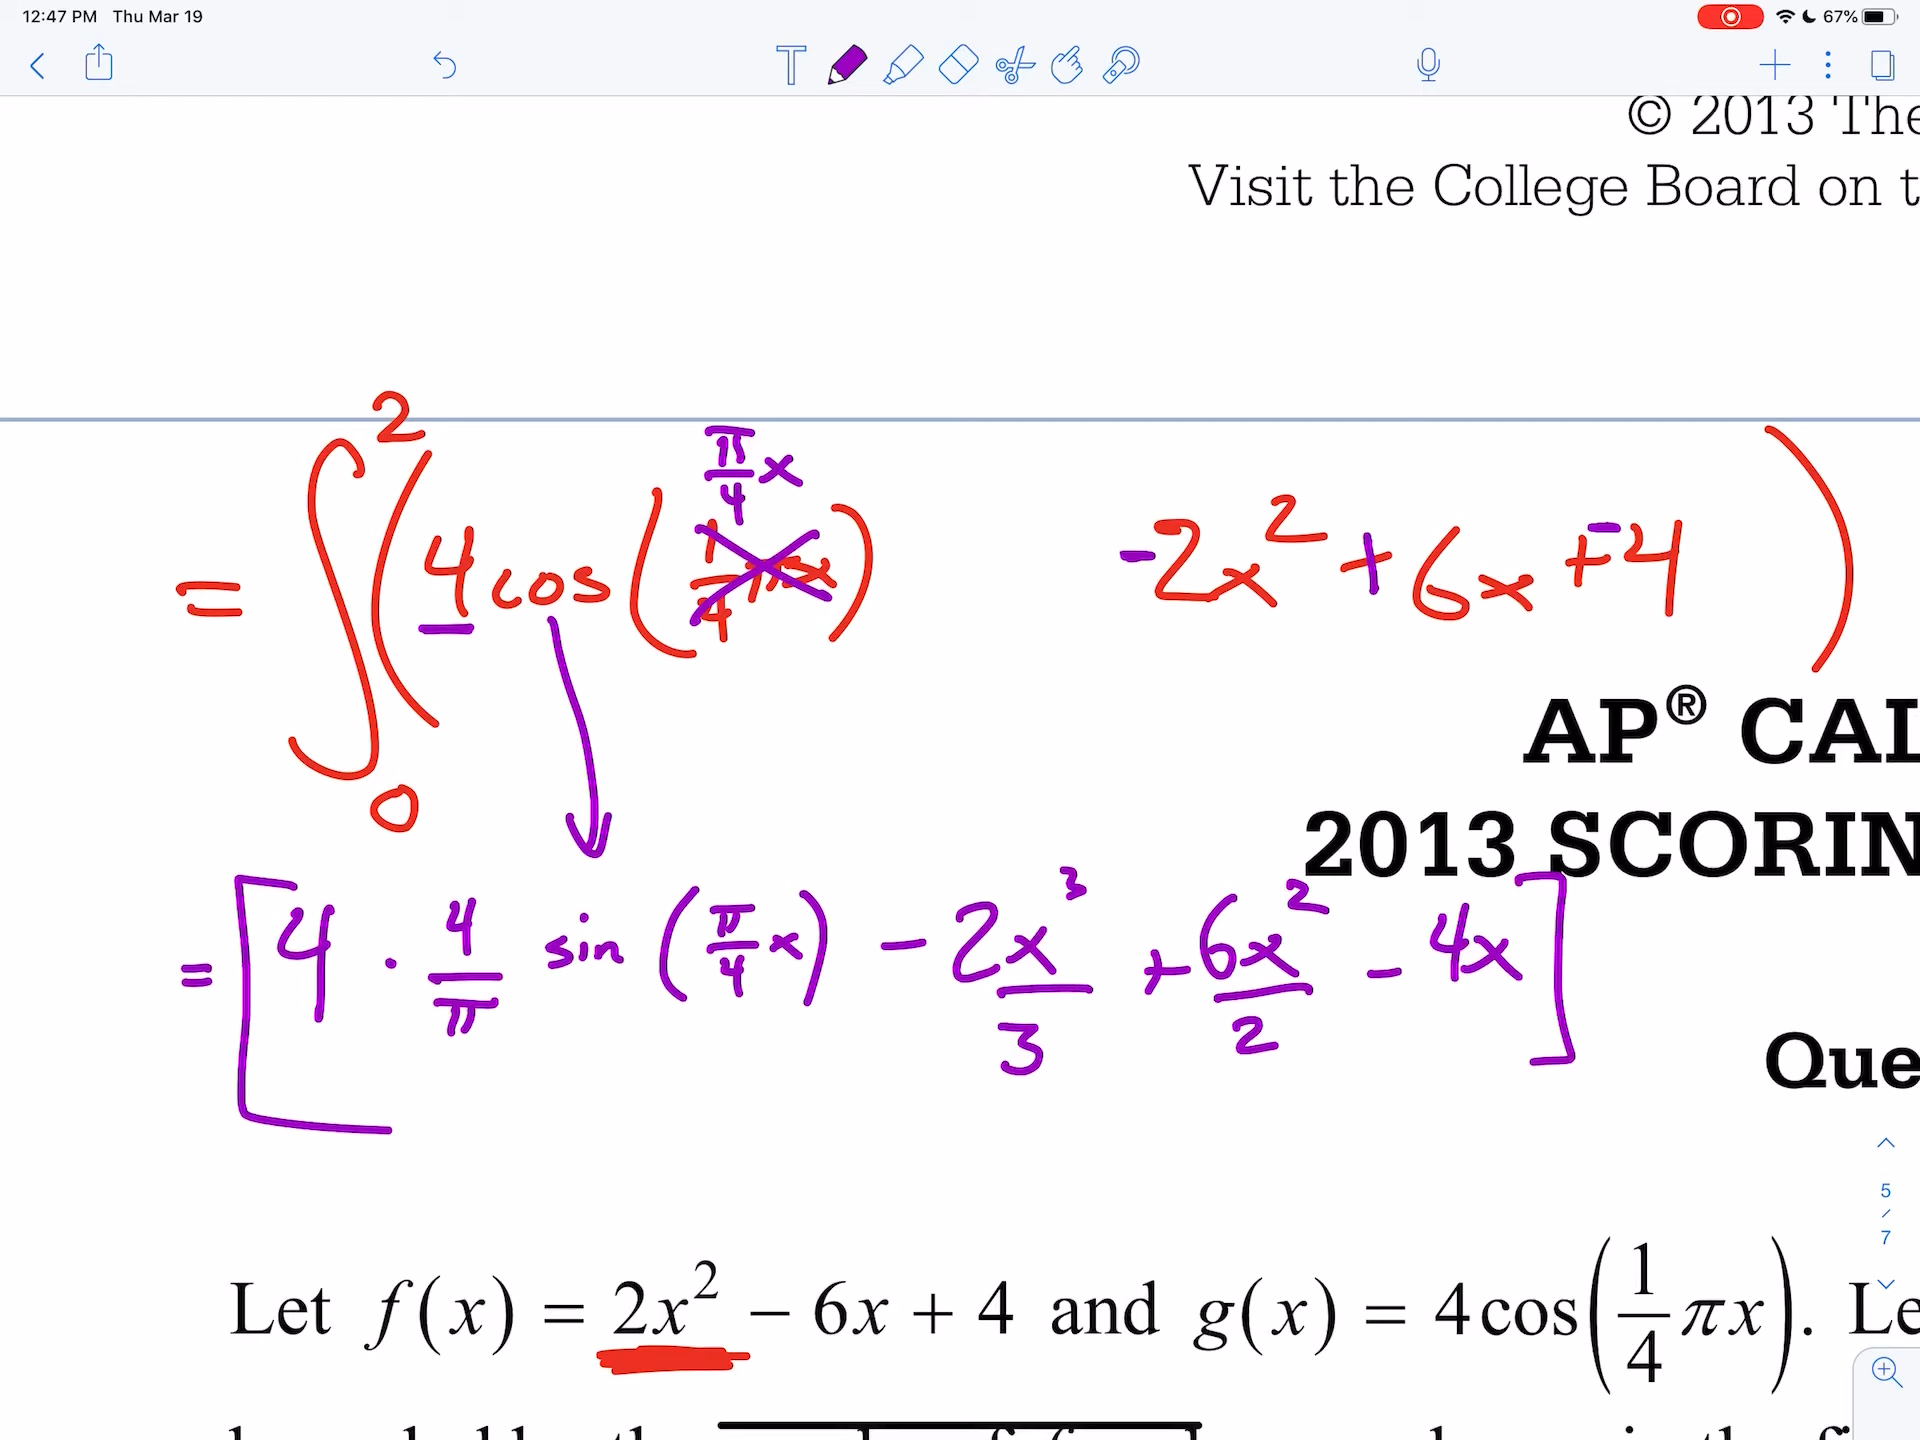 12:47 PM Thu Mar 19 67%
© 2013 The
Visit the College Board on t
= ∫₀² (4cos(π/4 x) -2x² + 6x - 4)
AP® CAL
2013 SCORIN
= [4 · 4/π sin(π/4 x) - 2x³/3 + 6x²/2 - 4x]
Que
5
/
7
Let f(x) = 2x² − 6x + 4 and g(x) = 4cos(1/4 πx). Le